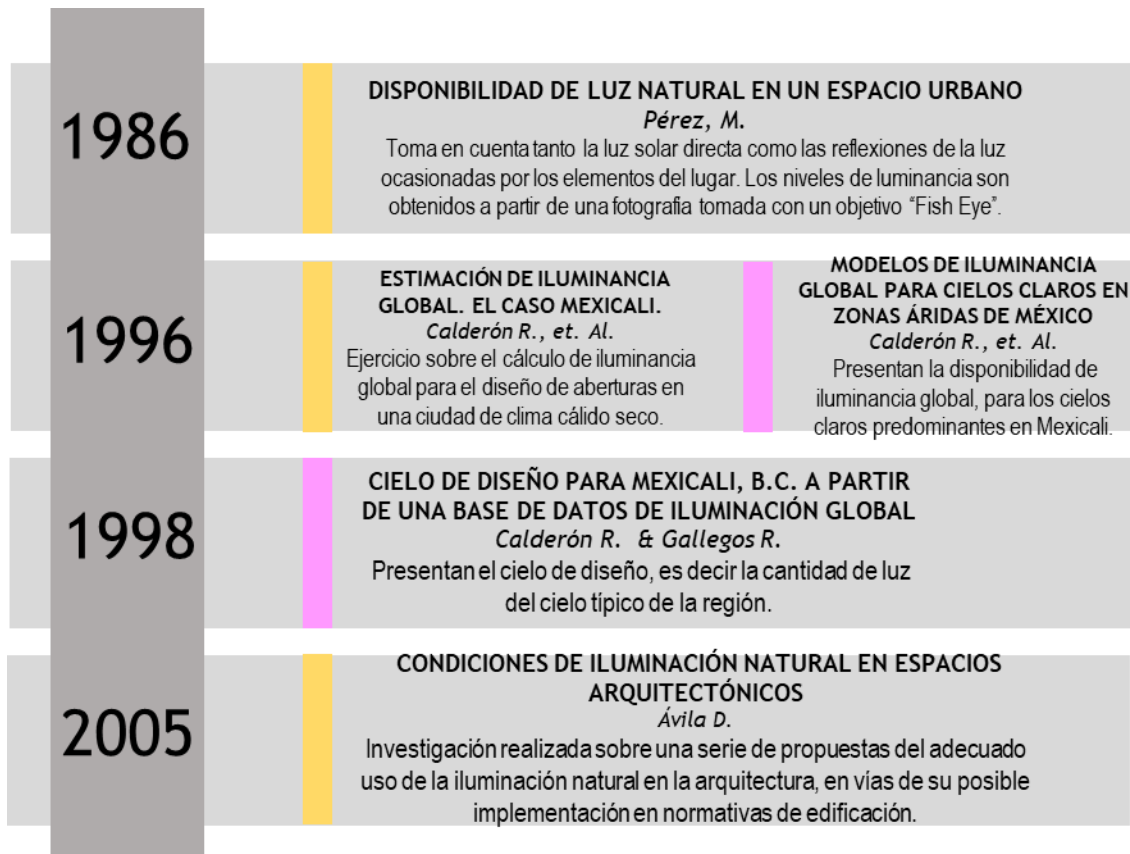 1986
DISPONIBILIDAD DE LUZ NATURAL EN UN ESPACIO URBANO
Pérez, M.
Toma en cuenta tanto la luz solar directa como las reflexiones de la luz
ocasionadas por los elementos del lugar. Los niveles de luminancia son
obtenidos a partir de una fotografía tomada con un objetivo “Fish Eye”.
1996
ESTIMACIÓN DE ILUMINANCIA
GLOBAL. EL CASO MEXICALI.
Calderón R., et. Al.
Ejercicio sobre el cálculo de iluminancia
global para el diseño de aberturas en
una ciudad de clima cálido seco.
MODELOS DE ILUMINANCIA
GLOBAL PARA CIELOS CLAROS EN
ZONAS ÁRIDAS DE MÉXICO
Calderón R., et. Al.
Presentan la disponibilidad de
iluminancia global, para los cielos
claros predominantes en Mexicali.
1998
CIELO DE DISEÑO PARA MEXICALI, B.C. A PARTIR
DE UNA BASE DE DATOS DE ILUMINACIÓN GLOBAL
Calderón R. & Gallegos R.
Presentan el cielo de diseño, es decir la cantidad de luz
del cielo típico de la región.
2005
CONDICIONES DE ILUMINACIÓN NATURAL EN ESPACIOS
ARQUITECTÓNICOS
Ávila D.
Investigación realizada sobre una serie de propuestas del adecuado
uso de la iluminación natural en la arquitectura, en vías de su posible
implementación en normativas de edificación.